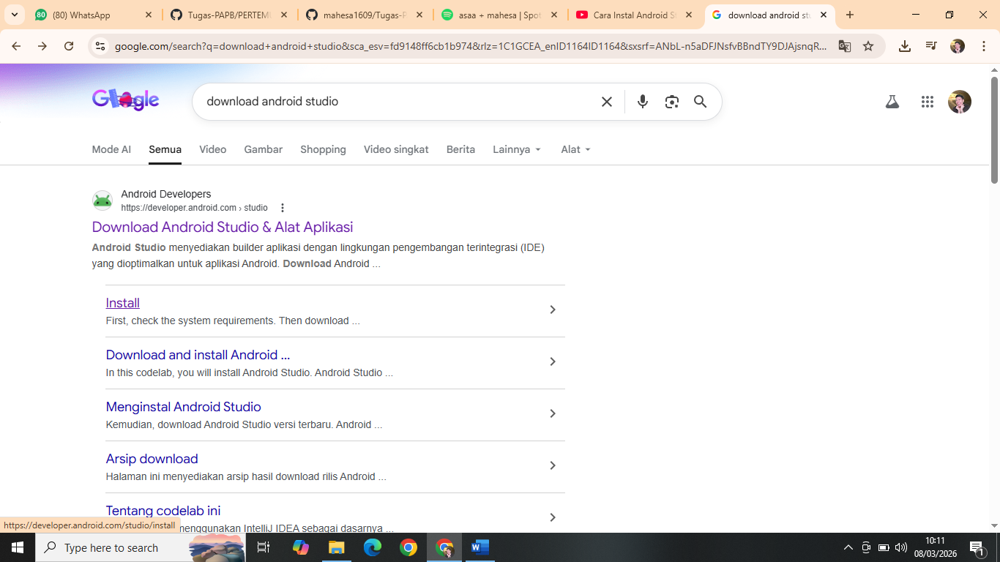 (80) WhatsApp
Tugas-PAPB/PERTEM
mahesa1609/Tugas-P
asaa + mahesa | Spot
Cara Instal Android S
download android stu
google.com/search?q=download+android+studio&sca_esv=fd9148ff6cb1b974&rlz=1C1GCEA_enID1164ID1164&sxsrf=ANbL-n5aDFJNsfvBBndTY9DJAjsnqR...
Google
download android studio
Mode AI Semua Video Gambar Shopping Video singkat Berita Lainnya Alat
Android Developers
https://developer.android.com › studio
Download Android Studio & Alat Aplikasi
Android Studio menyediakan builder aplikasi dengan lingkungan pengembangan terintegrasi (IDE)
yang dioptimalkan untuk aplikasi Android. Download Android ...
Install
First, check the system requirements. Then download ...
Download and install Android ...
In this codelab, you will install Android Studio. Android Studio ...
Menginstal Android Studio
Kemudian, download Android Studio versi terbaru. Android ...
Arsip download
Halaman ini menyediakan arsip hasil download rilis Android ...
Tentang codelab ini
menggunakan IntelliJ IDEA sebagai dasarnya ...
https://developer.android.com/studio/install
Type here to search
10:11
08/03/2026
1